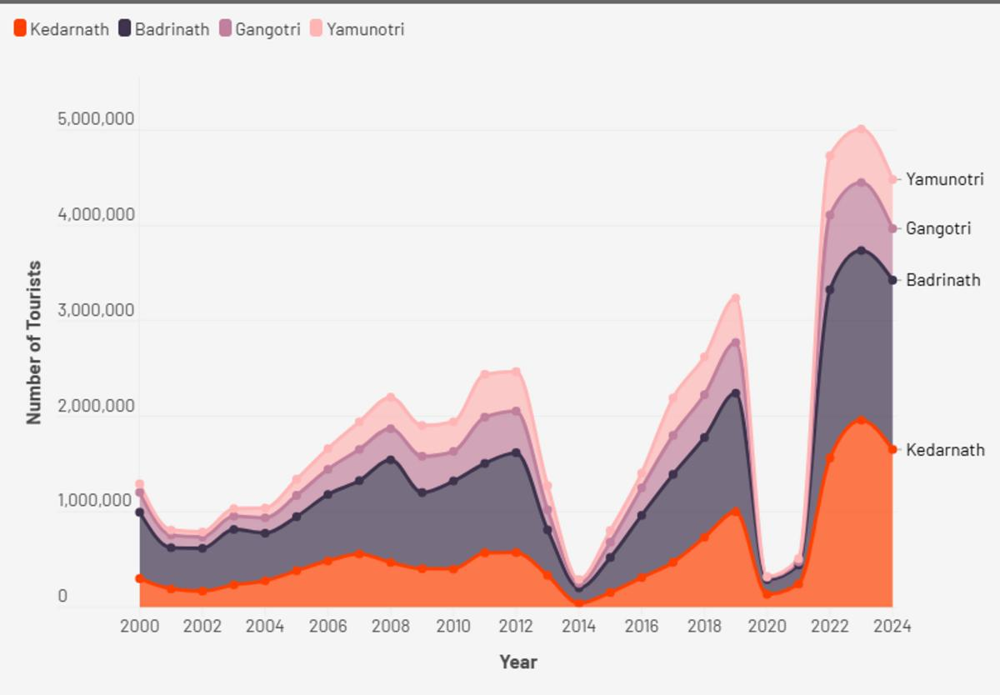 Kedarnath Badrinath Gangotri Yamunotri
5,000,000
4,000,000
3,000,000
2,000,000
1,000,000
0
Number of Tourists
Yamunotri
Gangotri
Badrinath
Kedarnath
2000 2002 2004 2006 2008 2010 2012 2014 2016 2018 2020 2022 2024
Year